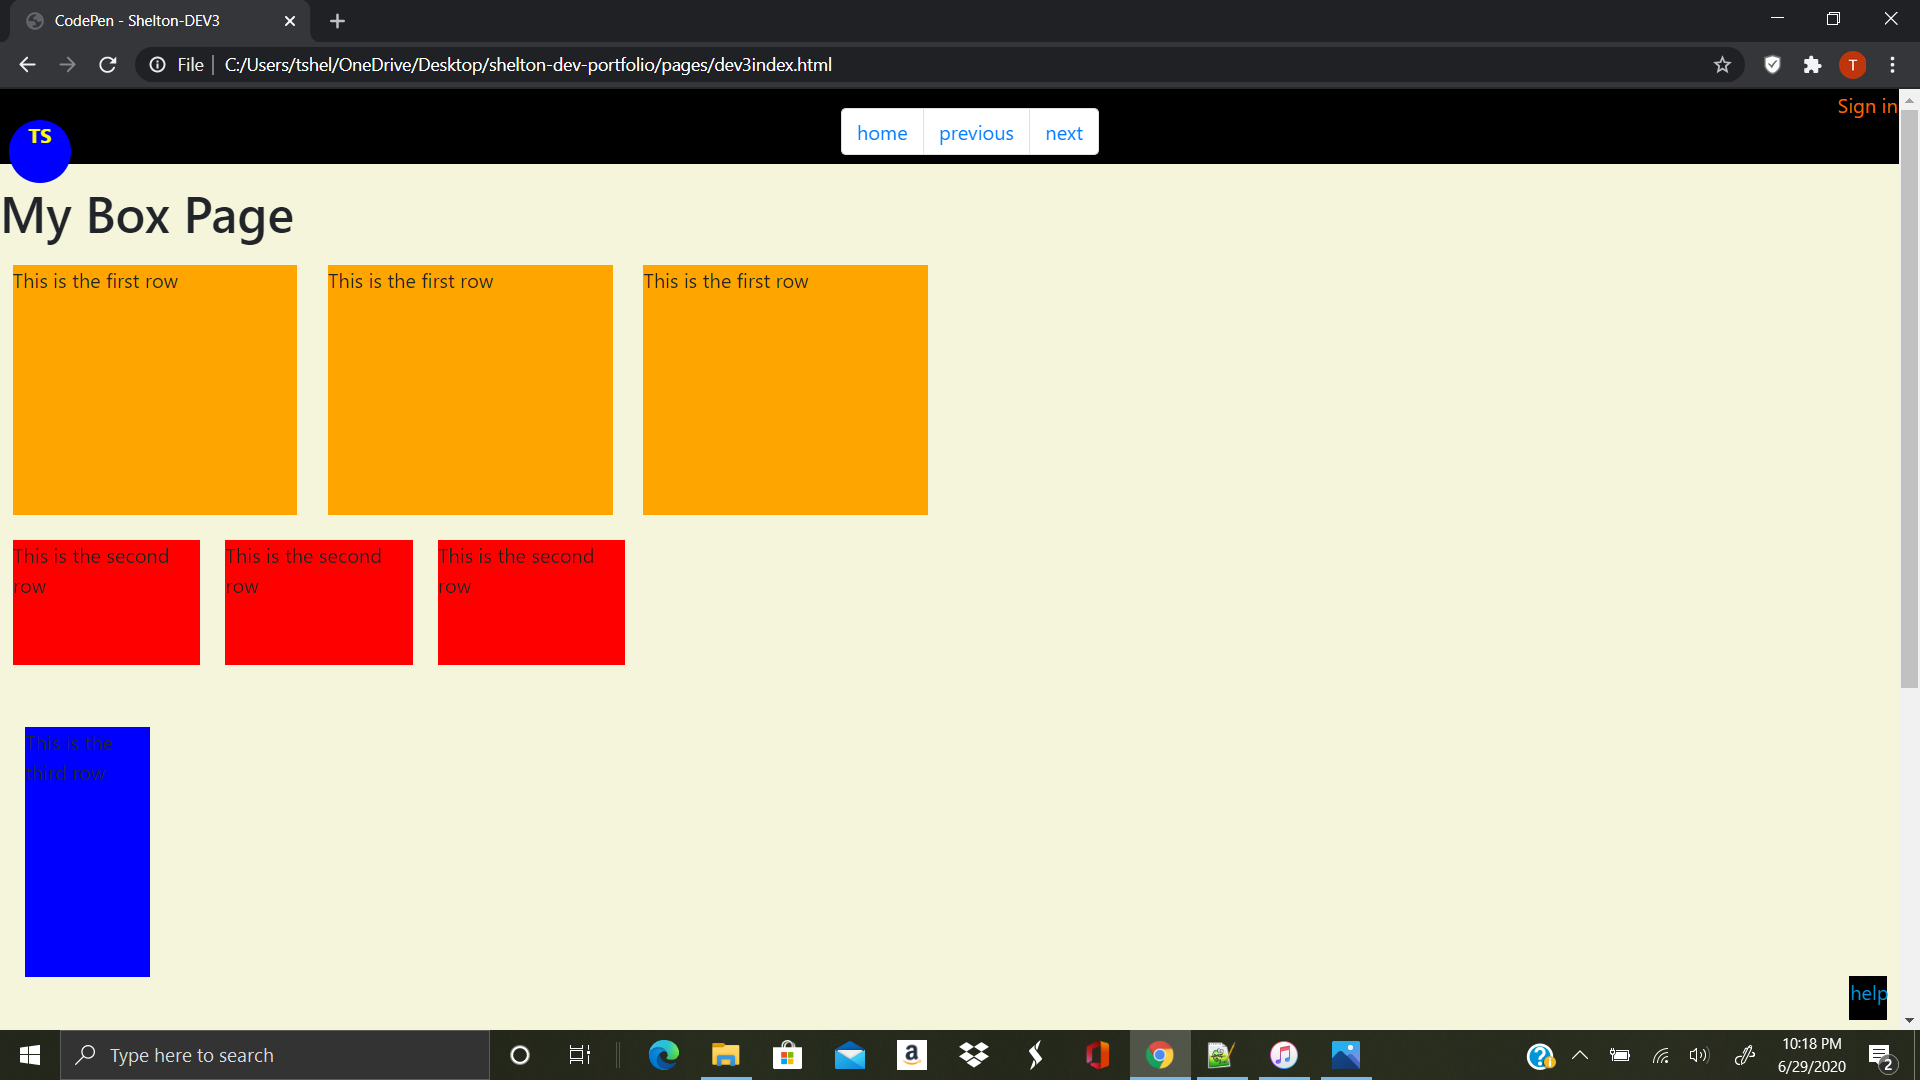 CodePen - Shelton-DEV3
File
C:/Users/tshel/OneDrive/Desktop/shelton-dev-portfolio/pages/dev3index.html
T
Sign in
TS
home previous next
My Box Page
This is the first row This is the first row This is the first row
This is the second This is the second This is the second
row row row
This is the
third row
help
Type here to search
a
10:18 PM
6/29/2020
2